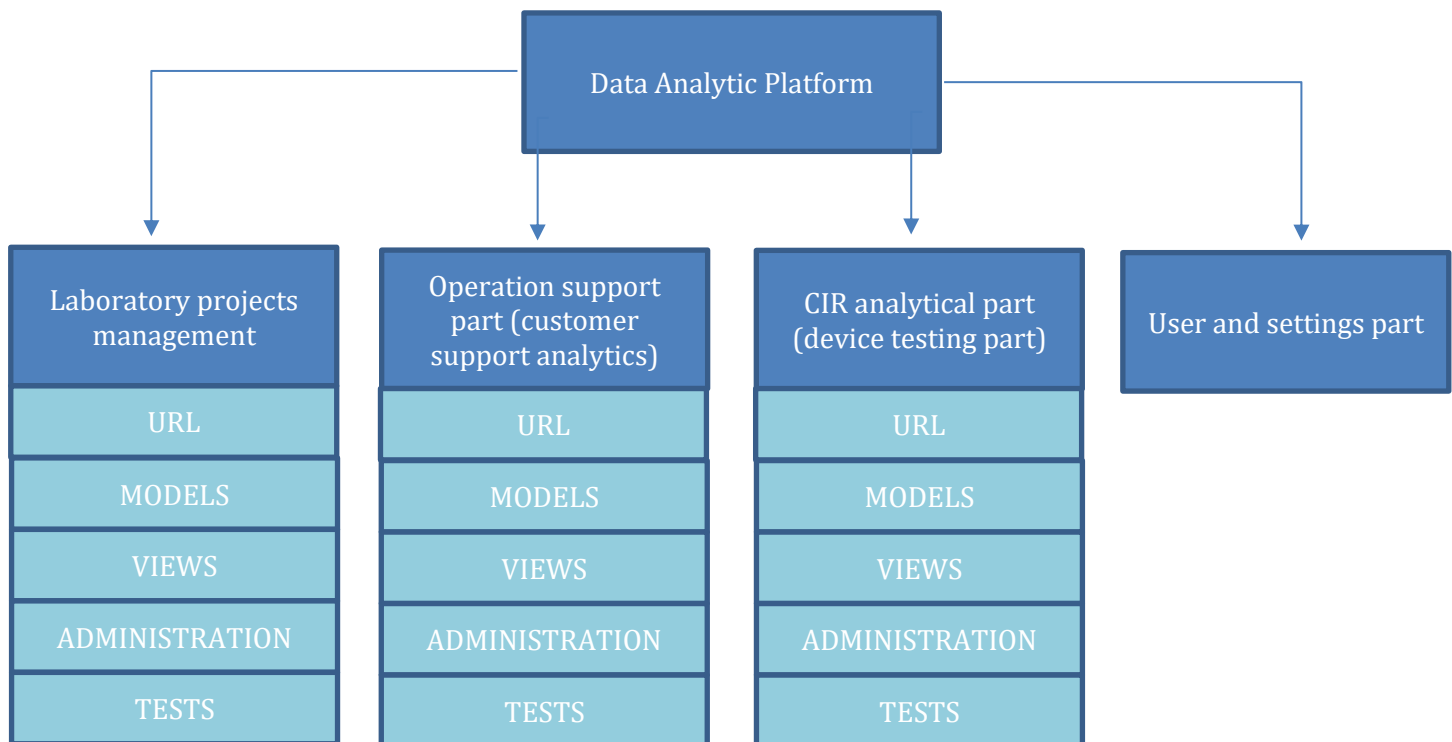 Data Analytic Platform
Laboratory projects
management
Operation support
part (customer
support analytics)
CIR analytical part
(device testing part)
User and settings part
URL
URL
URL
MODELS
MODELS
MODELS
VIEWS
VIEWS
VIEWS
ADMINISTRATION
ADMINISTRATION
ADMINISTRATION
TESTS
TESTS
TESTS